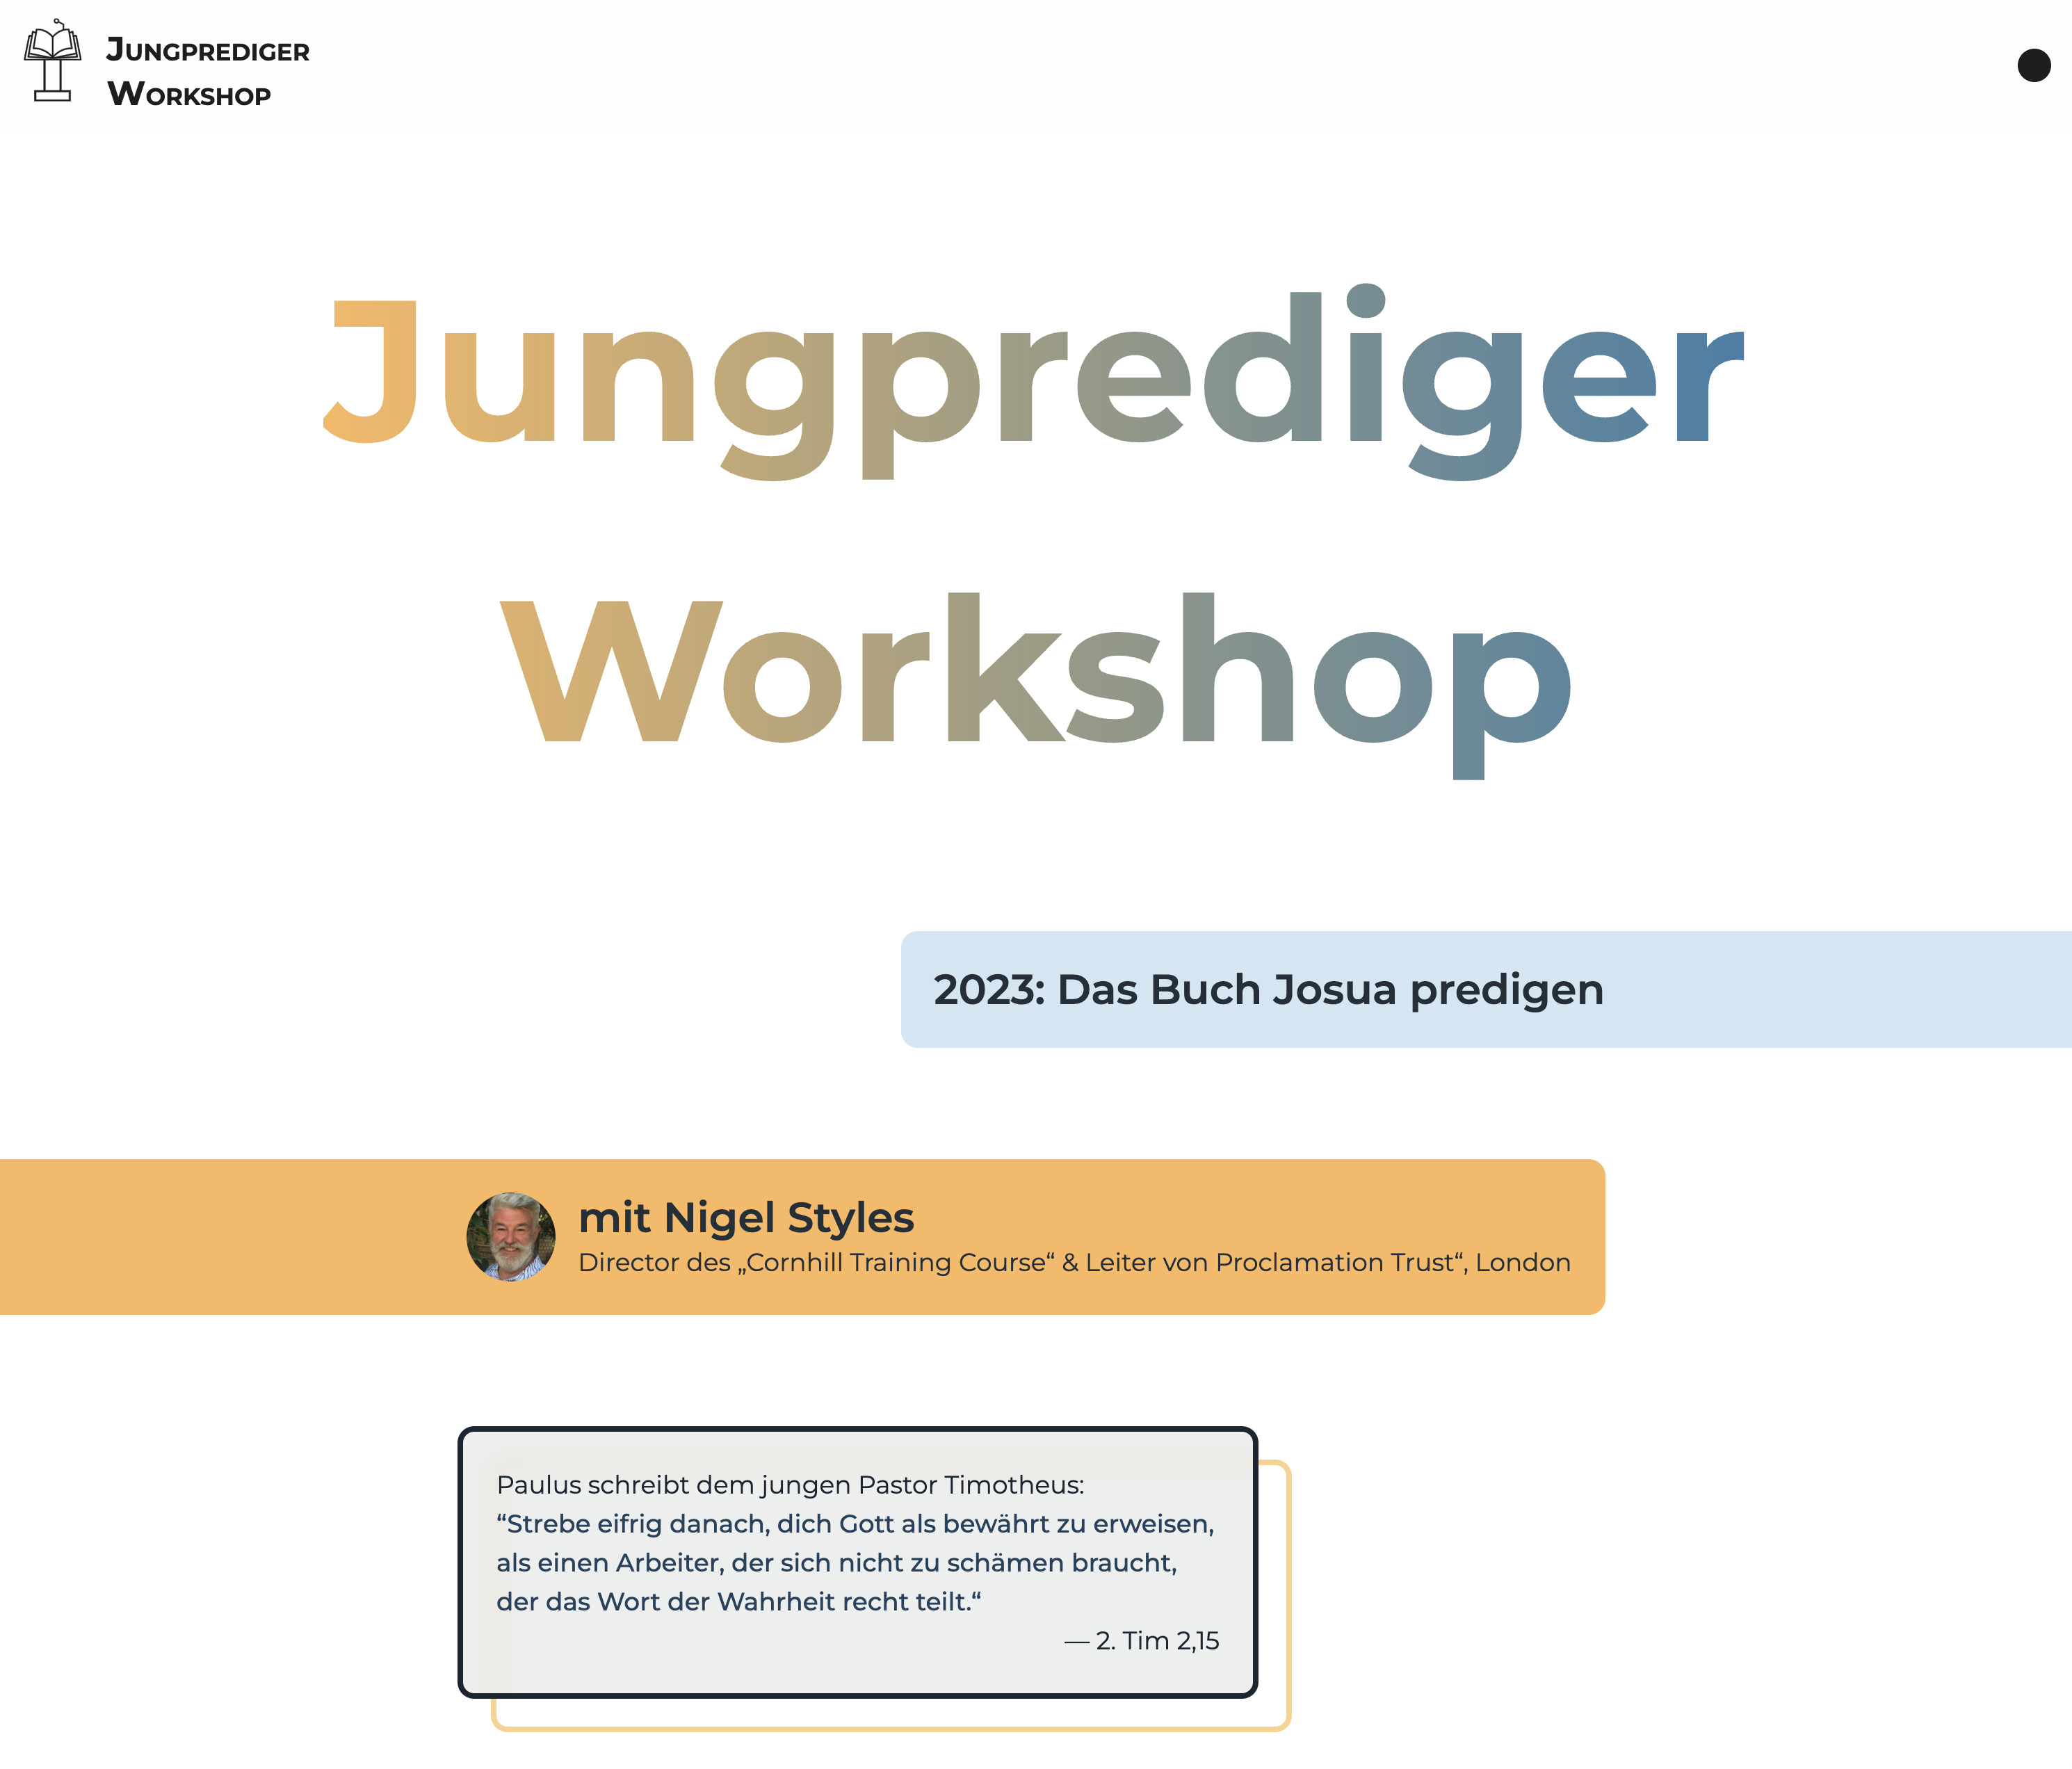 Jungprediger
Workshop
Jungprediger
Workshop
2023: Das Buch Josua predigen
mit Nigel Styles
Director des „Cornhill Training Course“ & Leiter von Proclamation Trust“, London
Paulus schreibt dem jungen Pastor Timotheus:
“Strebe eifrig danach, dich Gott als bewährt zu erweisen,
als einen Arbeiter, der sich nicht zu schämen braucht,
der das Wort der Wahrheit recht teilt.“
— 2. Tim 2,15